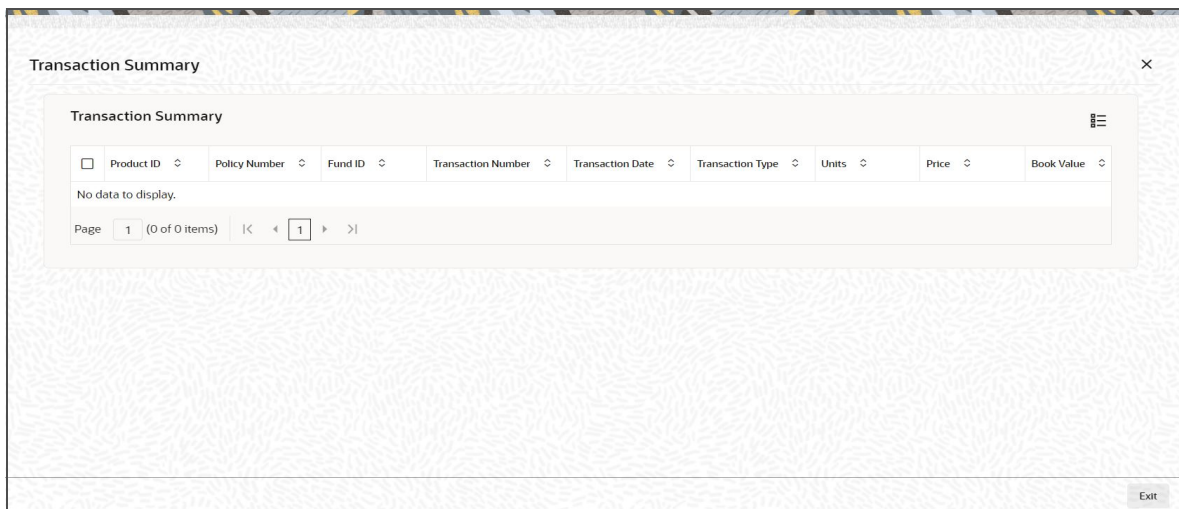 Transaction Summary
Transaction Summary
Product ID Policy Number Fund ID Transaction Number Transaction Date Transaction Type Units Price Book Value
No data to display.
Page 1 (0 of 0 items) 1
Exit